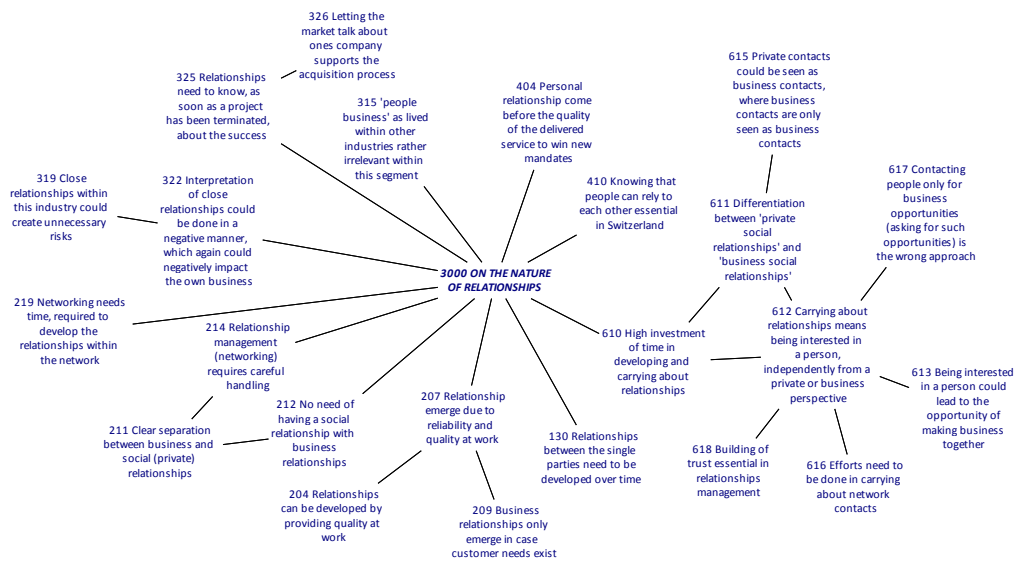 326 Letting the
market talk about
ones company
supports the
acquisition process
325 Relationships
need to know, as
soon as a project
has been terminated,
about the success
315 'people
business' as lived
within other
industries rather
irrelevant within
this segment
404 Personal
relationship come
before the quality
of the delivered
service to win new
mandates
615 Private contacts
could be seen as
business contacts,
where business
contacts are only
seen as business
contacts
319 Close
relationships within
this industry could
create unnecessary
risks
322 Interpretation
of close
relationships could
be done in a
negative manner,
which again could
negatively impact
the own business
410 Knowing that
people can rely to
each other essential
in Switzerland
611 Differentiation
between 'private
social
relationships' and
'business social
relationships'
617 Contacting
people only for
business
opportunities
(asking for such
opportunities) is
the wrong approach
3000 ON THE NATURE
OF RELATIONSHIPS
219 Networking needs
time, required to
develop the
relationships within
the network
214 Relationship
management
(networking)
requires careful
handling
610 High investment
of time in
developing and
carrying about
relationships
612 Carrying about
relationships means
being interested in
a person,
independently from a
private or business
perspective
613 Being interested
in a person could
lead to the
opportunity of
making business
together
211 Clear separation
between business and
social (private)
relationships
212 No need of
having a social
relationship with
business
relationships
207 Relationship
emerge due to
reliability and
quality at work
130 Relationships
between the single
parties need to be
developed over time
618 Building of
trust essential in
relationships
management
616 Efforts need to
be done in carrying
about network
contacts
204 Relationships
can be developed by
providing quality at
work
209 Business
relationships only
emerge in case
customer needs exist